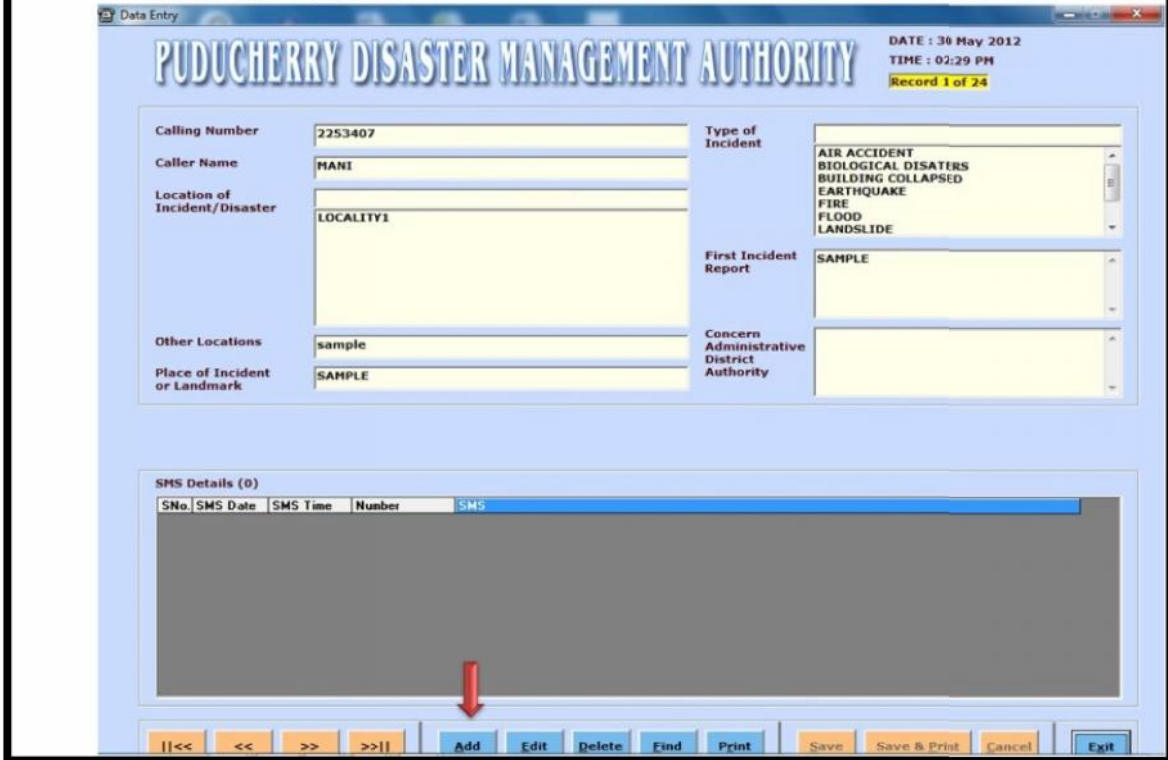 Data Entry
PUDUCHERRY DISASTER MANAGEMENT AUTHORITY
DATE : 30 May 2012
TIME : 02:29 PM
Record 1 of 24
Calling Number
2253407
Caller Name
MANI
Location of
Incident/Disaster
LOCALITY1
Other Locations
sample
Place of Incident
or Landmark
SAMPLE
Type of
Incident
AIR ACCIDENT
BIOLOGICAL DISATERS
BUILDING COLLAPSED
EARTHQUAKE
FIRE
FLOOD
LANDSLIDE
First Incident
Report
SAMPLE
Concern
Administrative
District
Authority
SMS Details (0)
SNo. SMS Date SMS Time Number SMS
||<< << >> >>|| Add Edit Delete Find Print Save Save & Print Cancel Exit